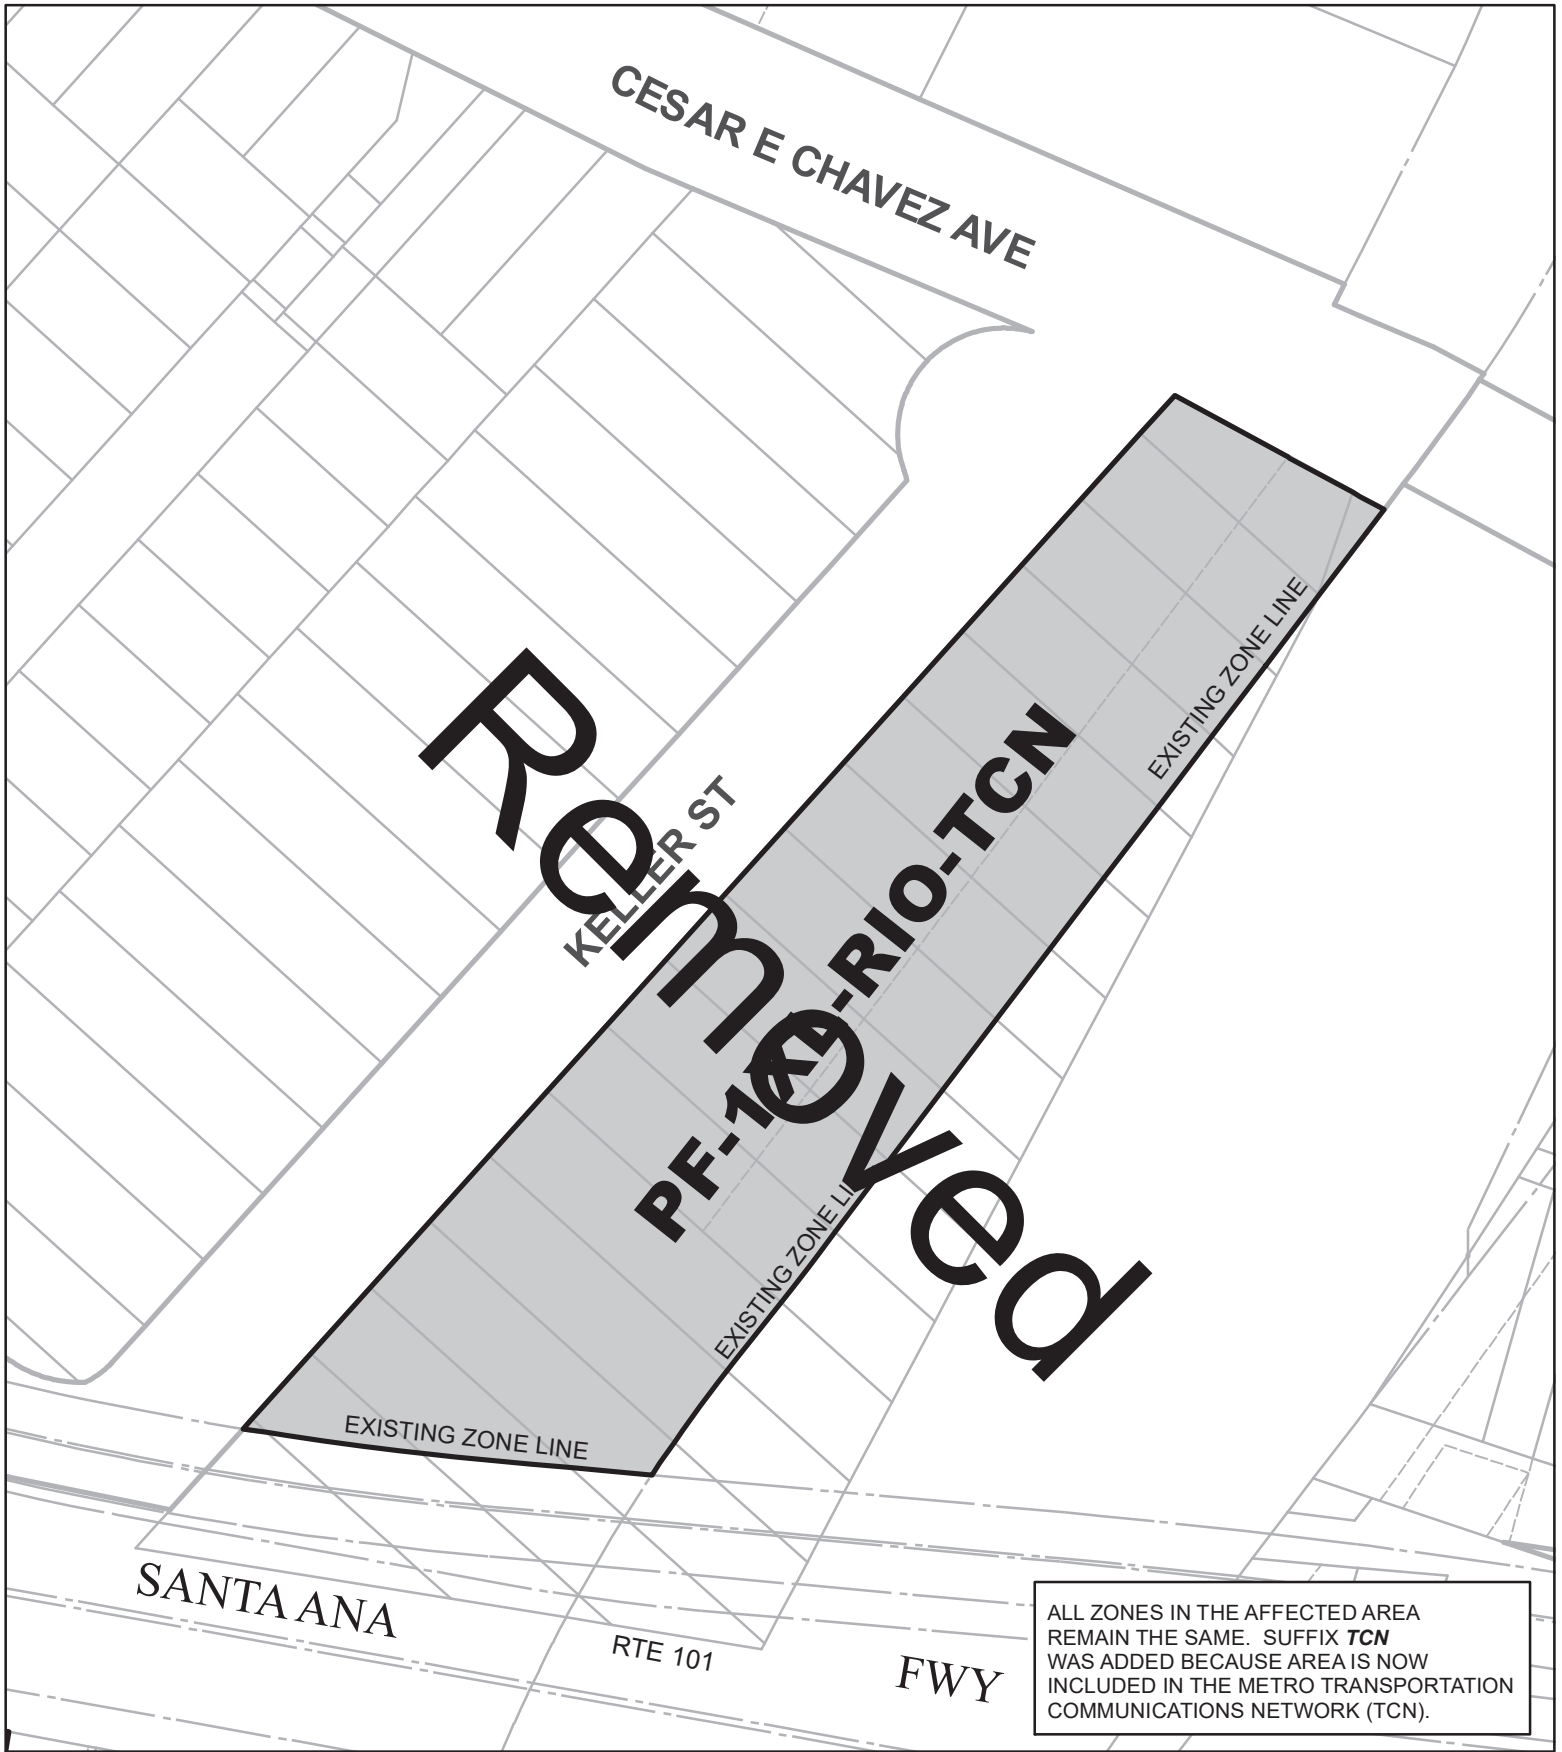 CESAR E CHAVEZ AVE
EXISTING ZONE LINE
KELLER ST
Removed
PF-1XL-RIO-TCN
EXISTING ZONE LINE
EXISTING ZONE LINE
SANTA ANA
RTE 101
FWY
ALL ZONES IN THE AFFECTED AREA
REMAIN THE SAME. SUFFIX TCN
WAS ADDED BECAUSE AREA IS NOW
INCLUDED IN THE METRO TRANSPORTATION
COMMUNICATIONS NETWORK (TCN).